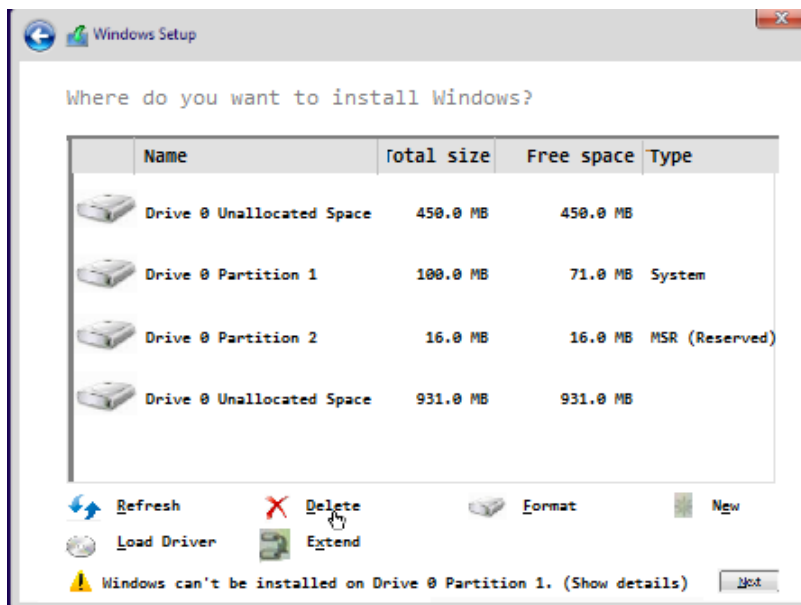 Windows Setup
Where do you want to install Windows?
Name Total size Free space Type
Drive 0 Unallocated Space 450.0 MB 450.0 MB
Drive 0 Partition 1 100.0 MB 71.0 MB System
Drive 0 Partition 2 16.0 MB 16.0 MB MSR (Reserved)
Drive 0 Unallocated Space 931.0 MB 931.0 MB
Refresh Delete Format New
Load Driver Extend
Windows can't be installed on Drive 0 Partition 1. (Show details) Next